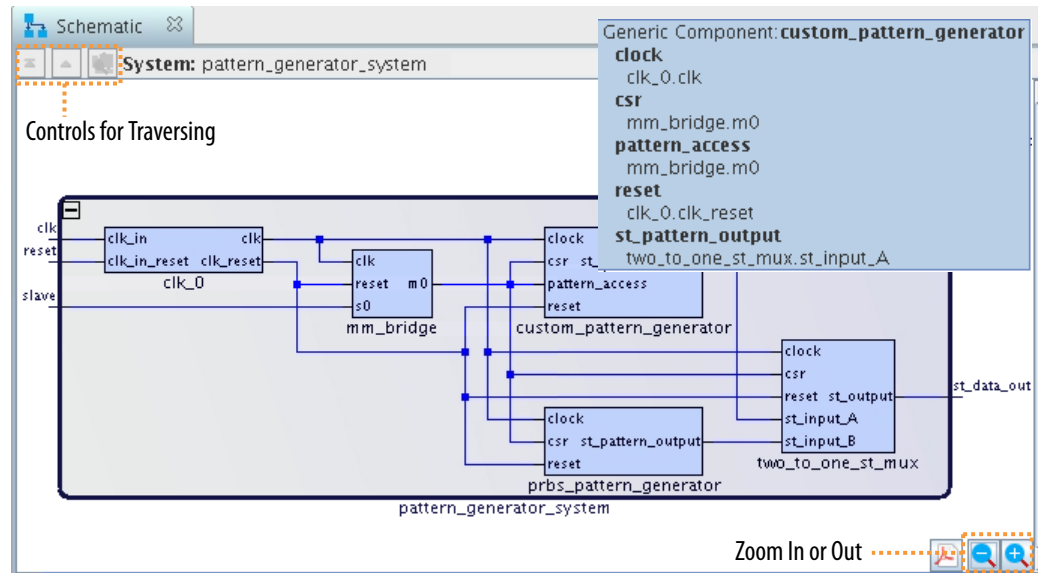 Schematic
System: pattern_generator_system
Controls for Traversing
Generic Component:custom_pattern_generator
clock
clk_0.clk
csr
mm_bridge.m0
pattern_access
mm_bridge.m0
reset
clk_0.clk_reset
st_pattern_output
two_to_one_st_mux.st_input_A
clk
reset
slave
clk_in clk
clk_in_reset clk_reset
clk_0
clk
reset m0
s0
mm_bridge
clock
csr st_
pattern_access
reset
custom_pattern_generator
clock
csr
reset st_output
st_input_A
st_input_B
two_to_one_st_mux
st_data_out
clock
csr st_pattern_output
reset
prbs_pattern_generator
pattern_generator_system
Zoom In or Out